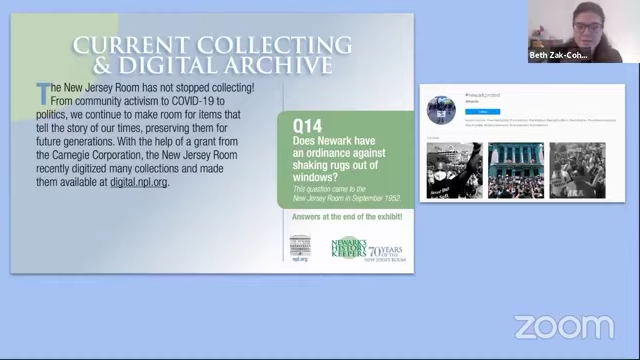 CURRENT COLLECTING
& DIGITAL ARCHIVE
The New Jersey Room has not stopped collecting!
From community activism to COVID-19 to
politics, we continue to make room for items that
tell the story of our times, preserving them for
future generations. With the help of a grant from
the Carnegie Corporation, the New Jersey Room
recently digitized many collections and made
them available at digital.npl.org.
Q14
Does Newark have
an ordinance against
shaking rugs out of
windows?
This question came to the
New Jersey Room in September 1952.
Answers at the end of the exhibit!
npl.org
NEWARK'S
HISTORY
KEEPERS
70 YEARS
OF THE
NEW JERSEY ROOM
#newarkprotest
Beth Zak-Coh...
zoom